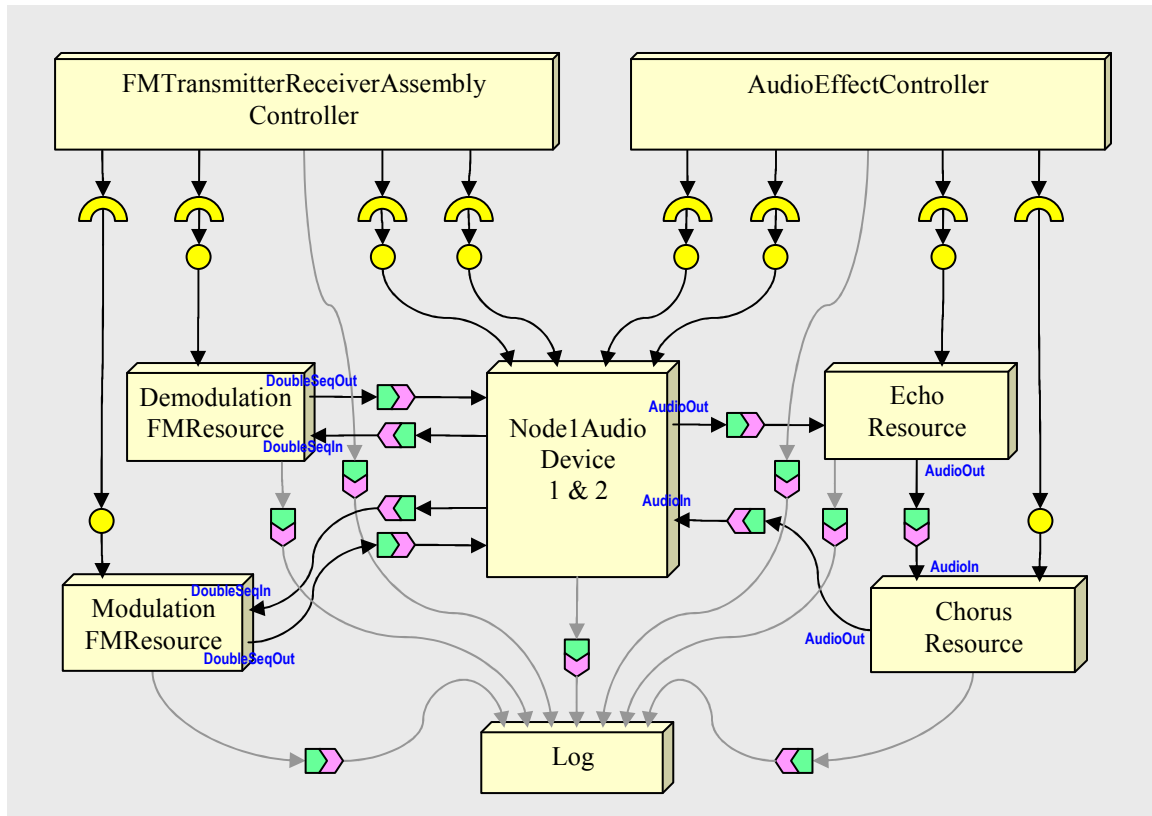 FMTransmitterReceiverAssembly
Controller
AudioEffectController
DoubleSeqOut
Demodulation
FMResource
DoubleSeqIn
Node1Audio
Device
1 & 2
AudioOut
AudioIn
Echo
Resource
AudioOut
AudioIn
Modulation
FMResource
DoubleSeqIn
DoubleSeqOut
Chorus
Resource
AudioOut
Log